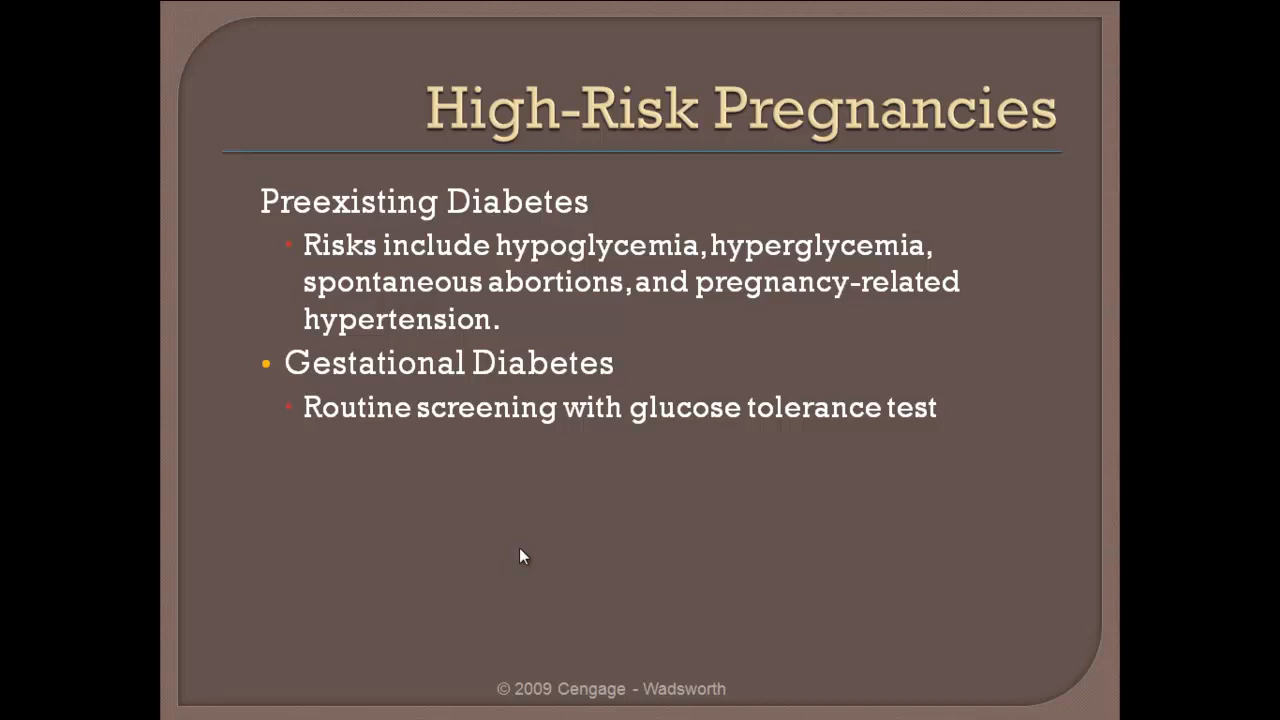 High-Risk Pregnancies
Preexisting Diabetes
• Risks include hypoglycemia, hyperglycemia,
spontaneous abortions, and pregnancy-related
hypertension.
• Gestational Diabetes
• Routine screening with glucose tolerance test
© 2009 Cengage - Wadsworth